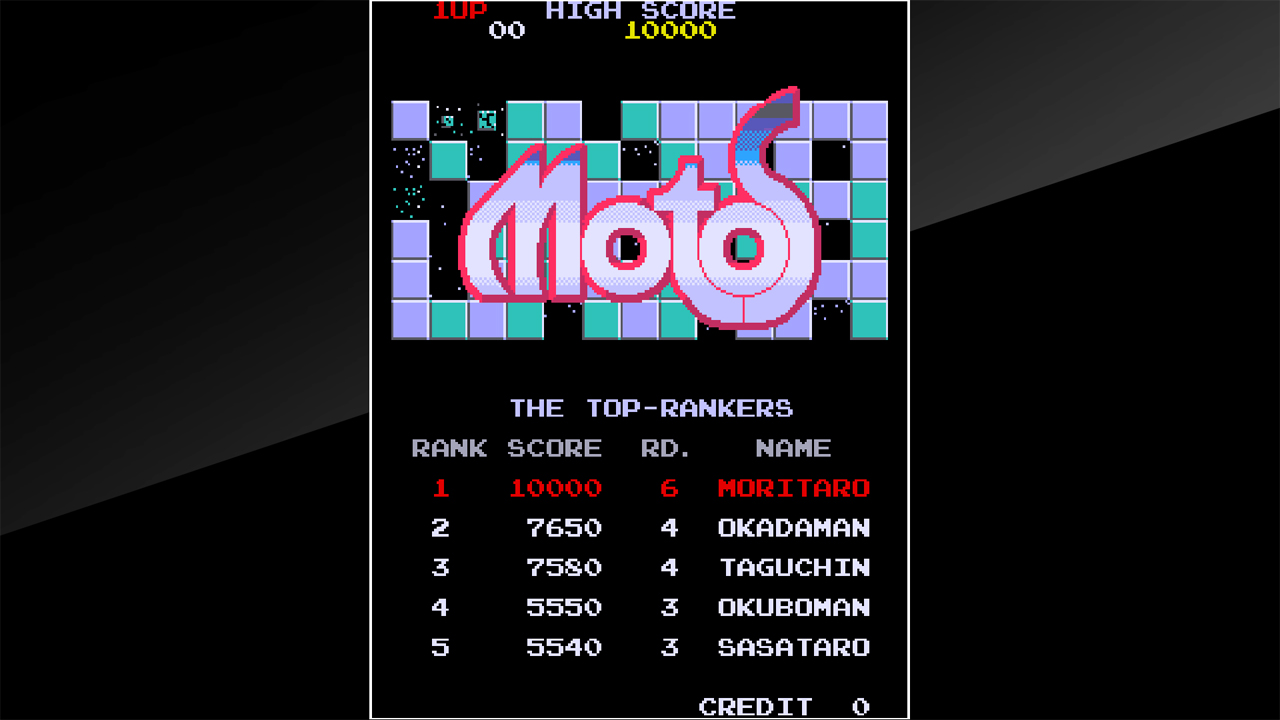 1UP HIGH SCORE
00 10000
Motos
THE TOP-RANKERS
RANK SCORE RD. NAME
1 10000 6 MORITARO
2 7650 4 OKADAMAN
3 7580 4 TAGUCHIN
4 5550 3 OKUBOMAN
5 5540 3 SASATARO
CREDIT 0